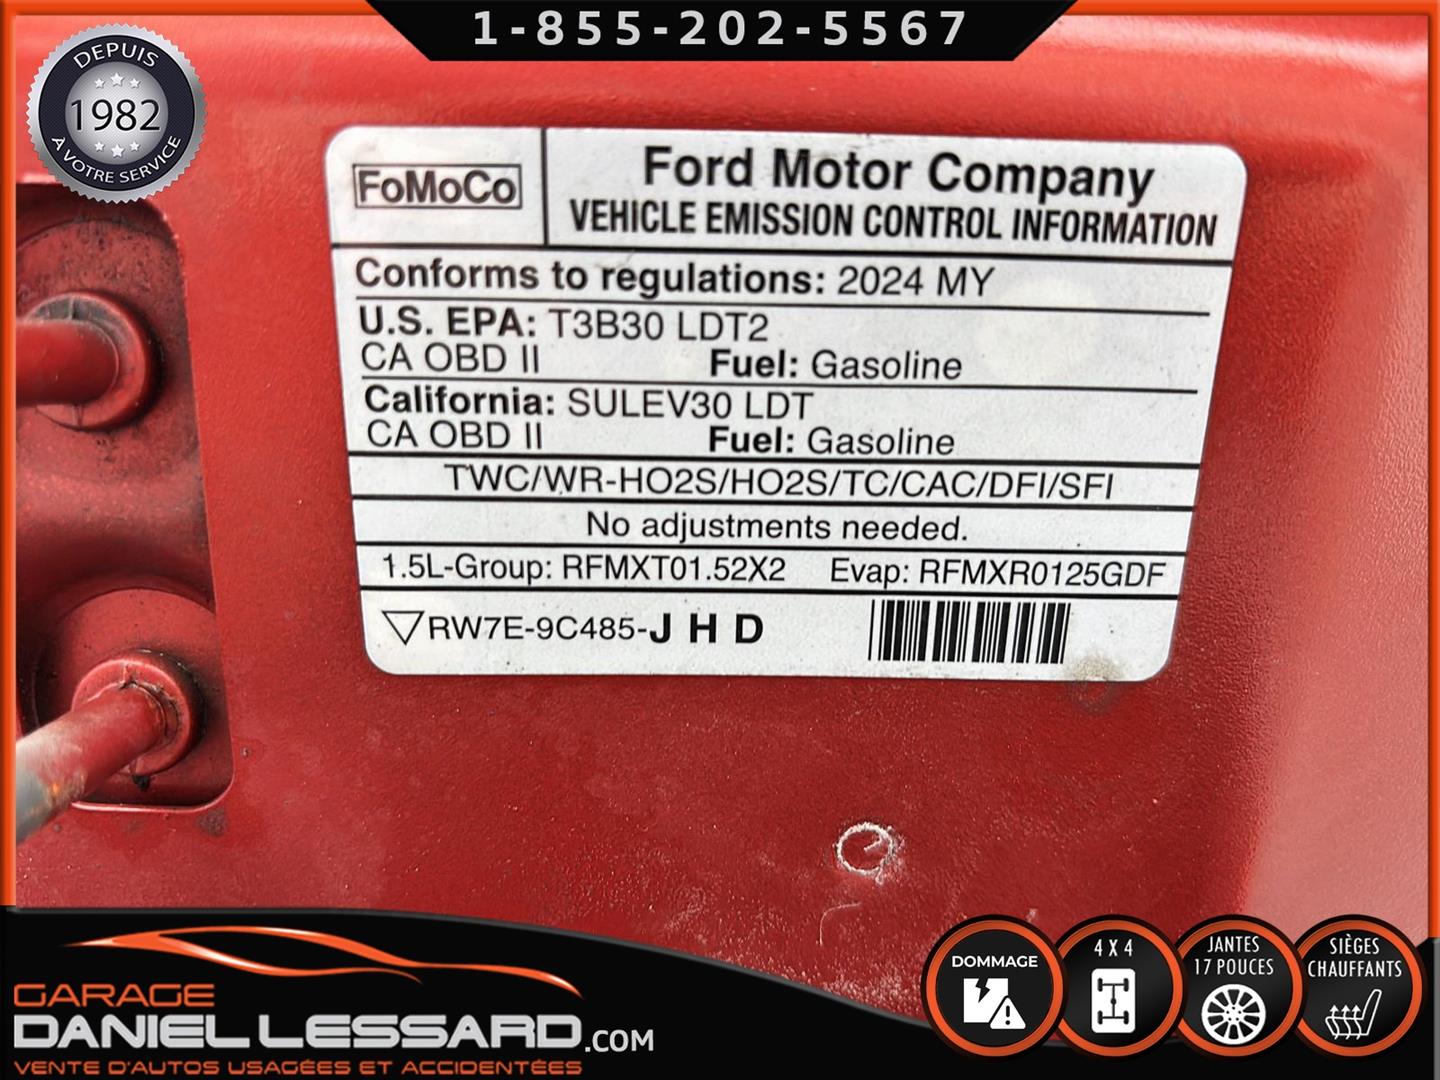 1-855-202-5567
DEPUIS
1982
À VOTRE SERVICE
FoMoCo
Ford Motor Company
VEHICLE EMISSION CONTROL INFORMATION
Conforms to regulations: 2024 MY
U.S. EPA: T3B30 LDT2
CA OBD II Fuel: Gasoline
California: SULEV30 LDT
CA OBD II Fuel: Gasoline
TWC/WR-HO2S/HO2S/TC/CAC/DFI/SFI
No adjustments needed.
1.5L-Group: RFMXT01.52X2 Evap: RFMXR0125GDF
RW7E-9C485-J H D
GARAGE
DANIEL LESSARD.COM
VENTE D'AUTOS USAGÉES ET ACCIDENTÉES
DOMMAGE
4 X 4
JANTES
17 POUCES
SIÈGES
CHAUFFANTS